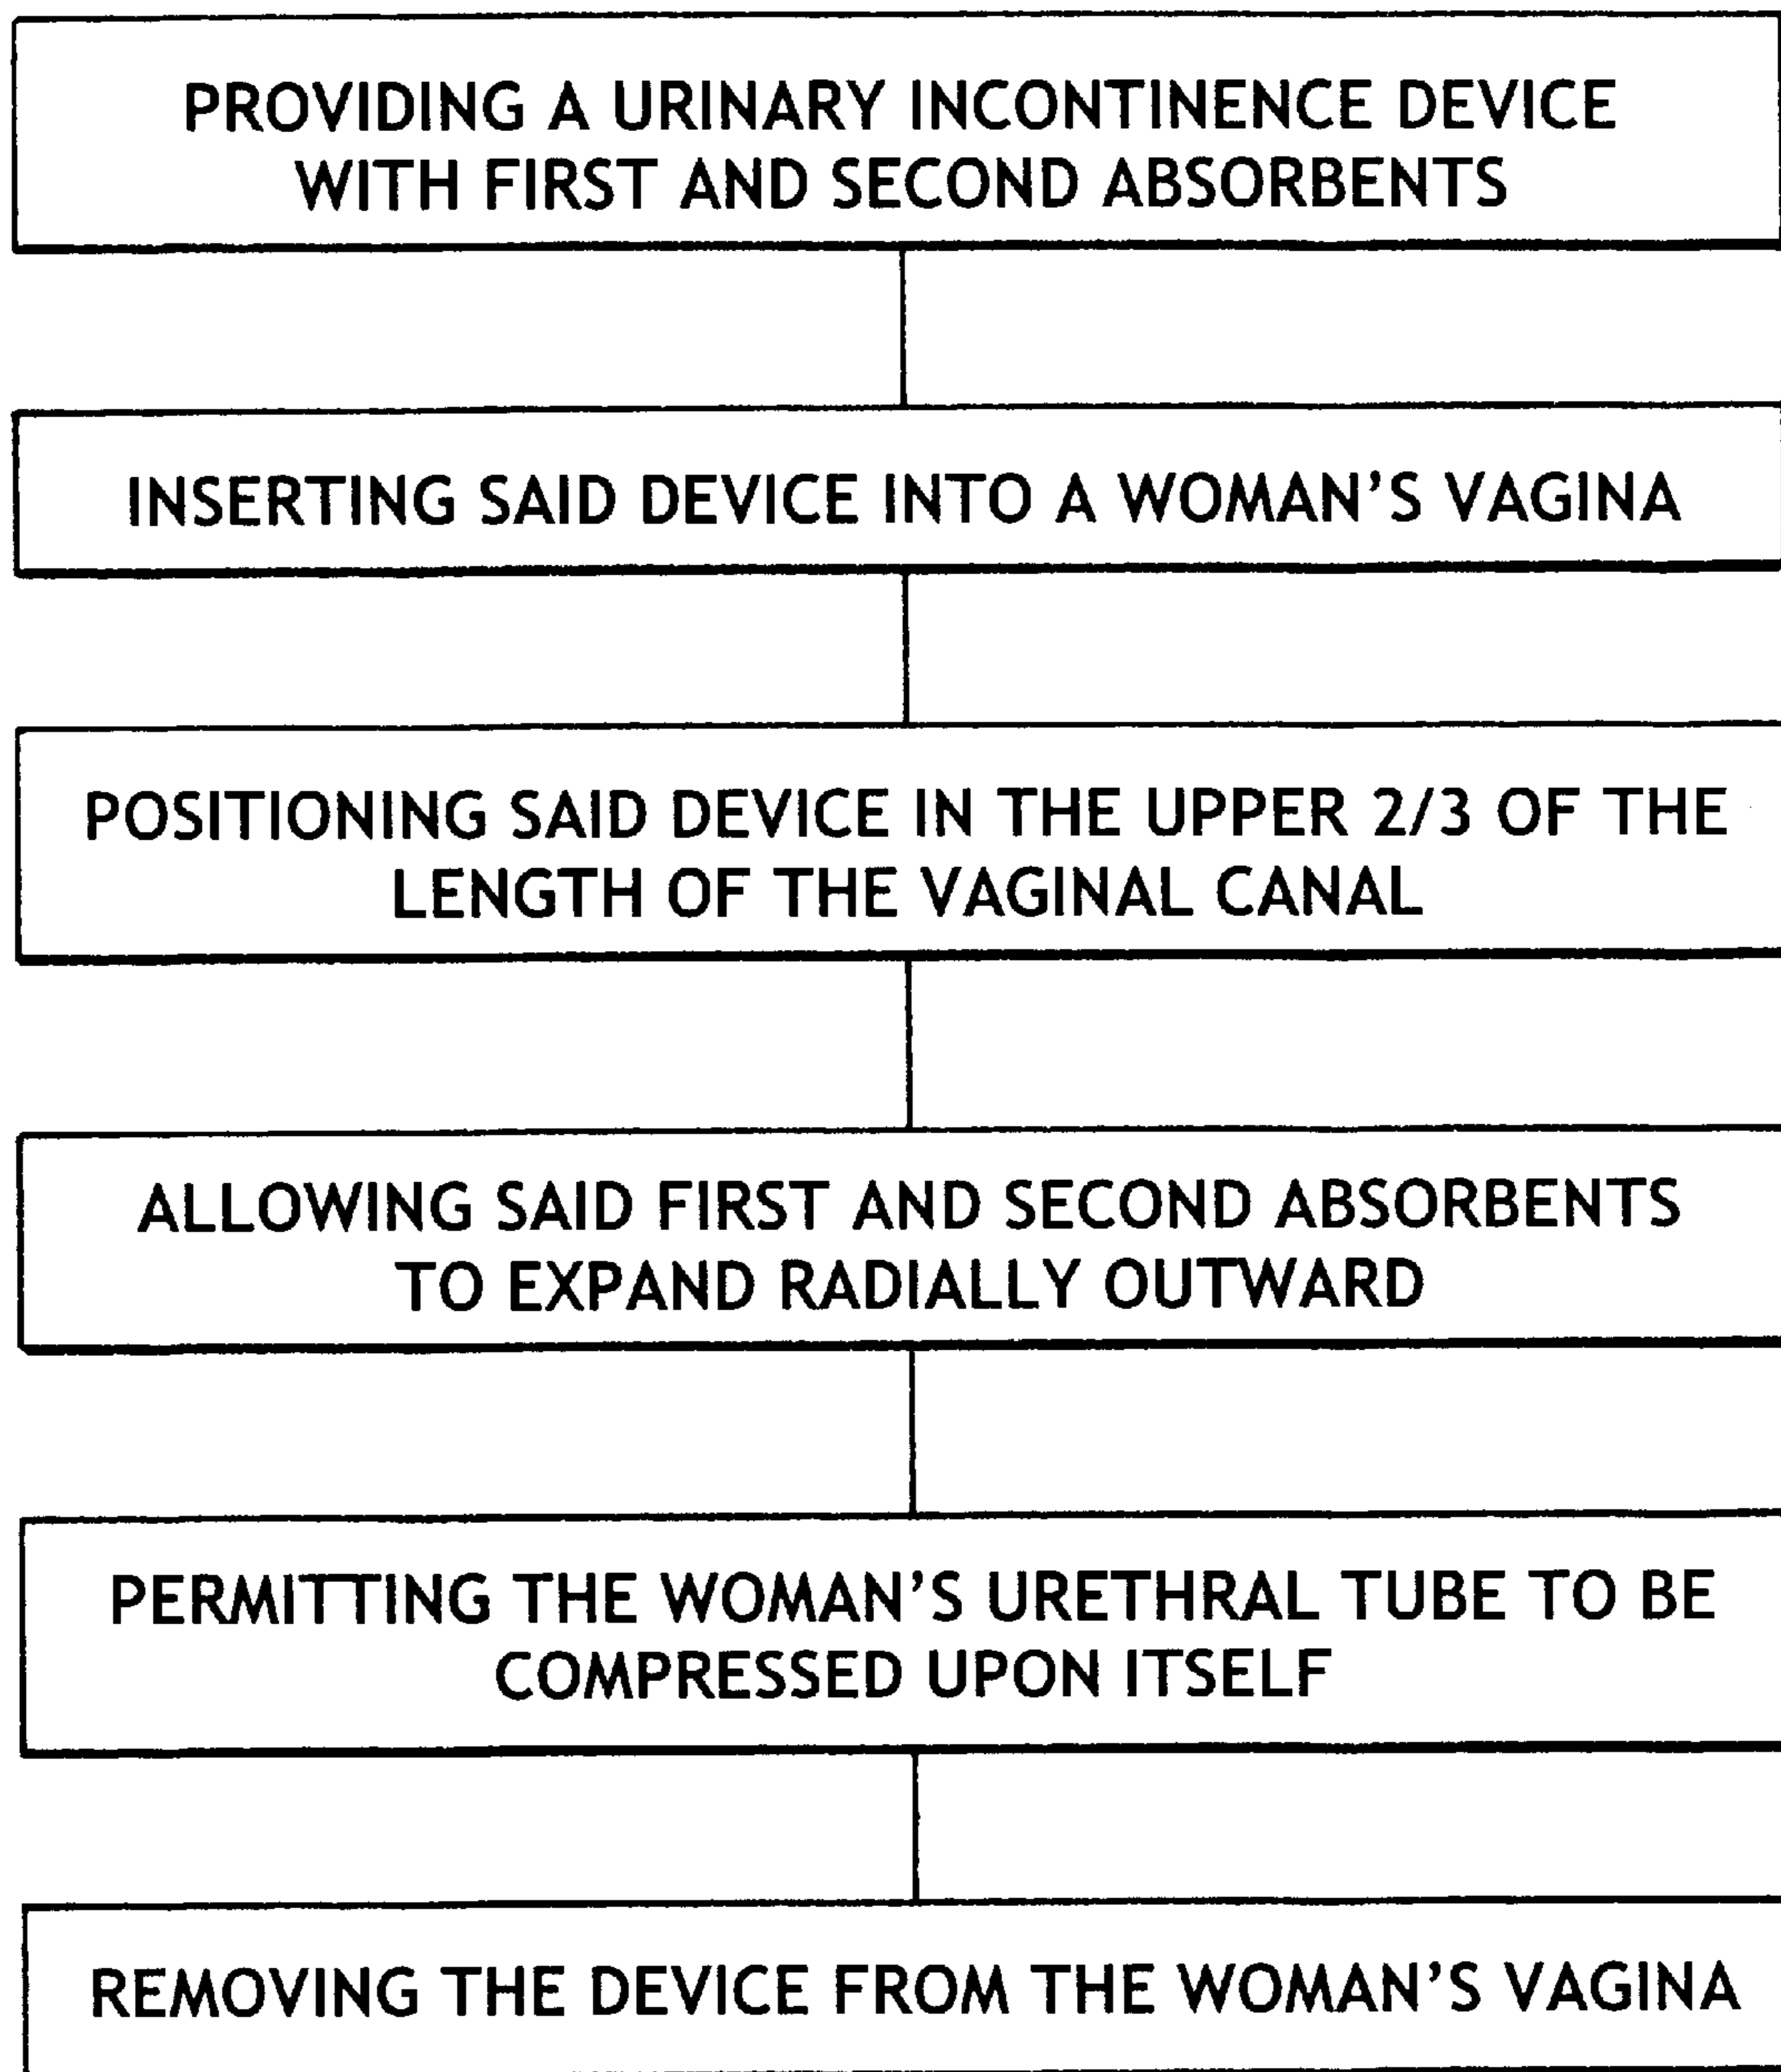 PROVIDING A URINARY INCONTINENCE DEVICE
WITH FIRST AND SECOND ABSORBENTS
INSERTING SAID DEVICE INTO A WOMAN'S VAGINA
POSITIONING SAID DEVICE IN THE UPPER 2/3 OF THE
LENGTH OF THE VAGINAL CANAL
ALLOWING SAID FIRST AND SECOND ABSORBENTS
TO EXPAND RADIALLY OUTWARD
PERMITTING THE WOMAN'S URETHRAL TUBE TO BE
COMPRESSED UPON ITSELF
REMOVING THE DEVICE FROM THE WOMAN'S VAGINA